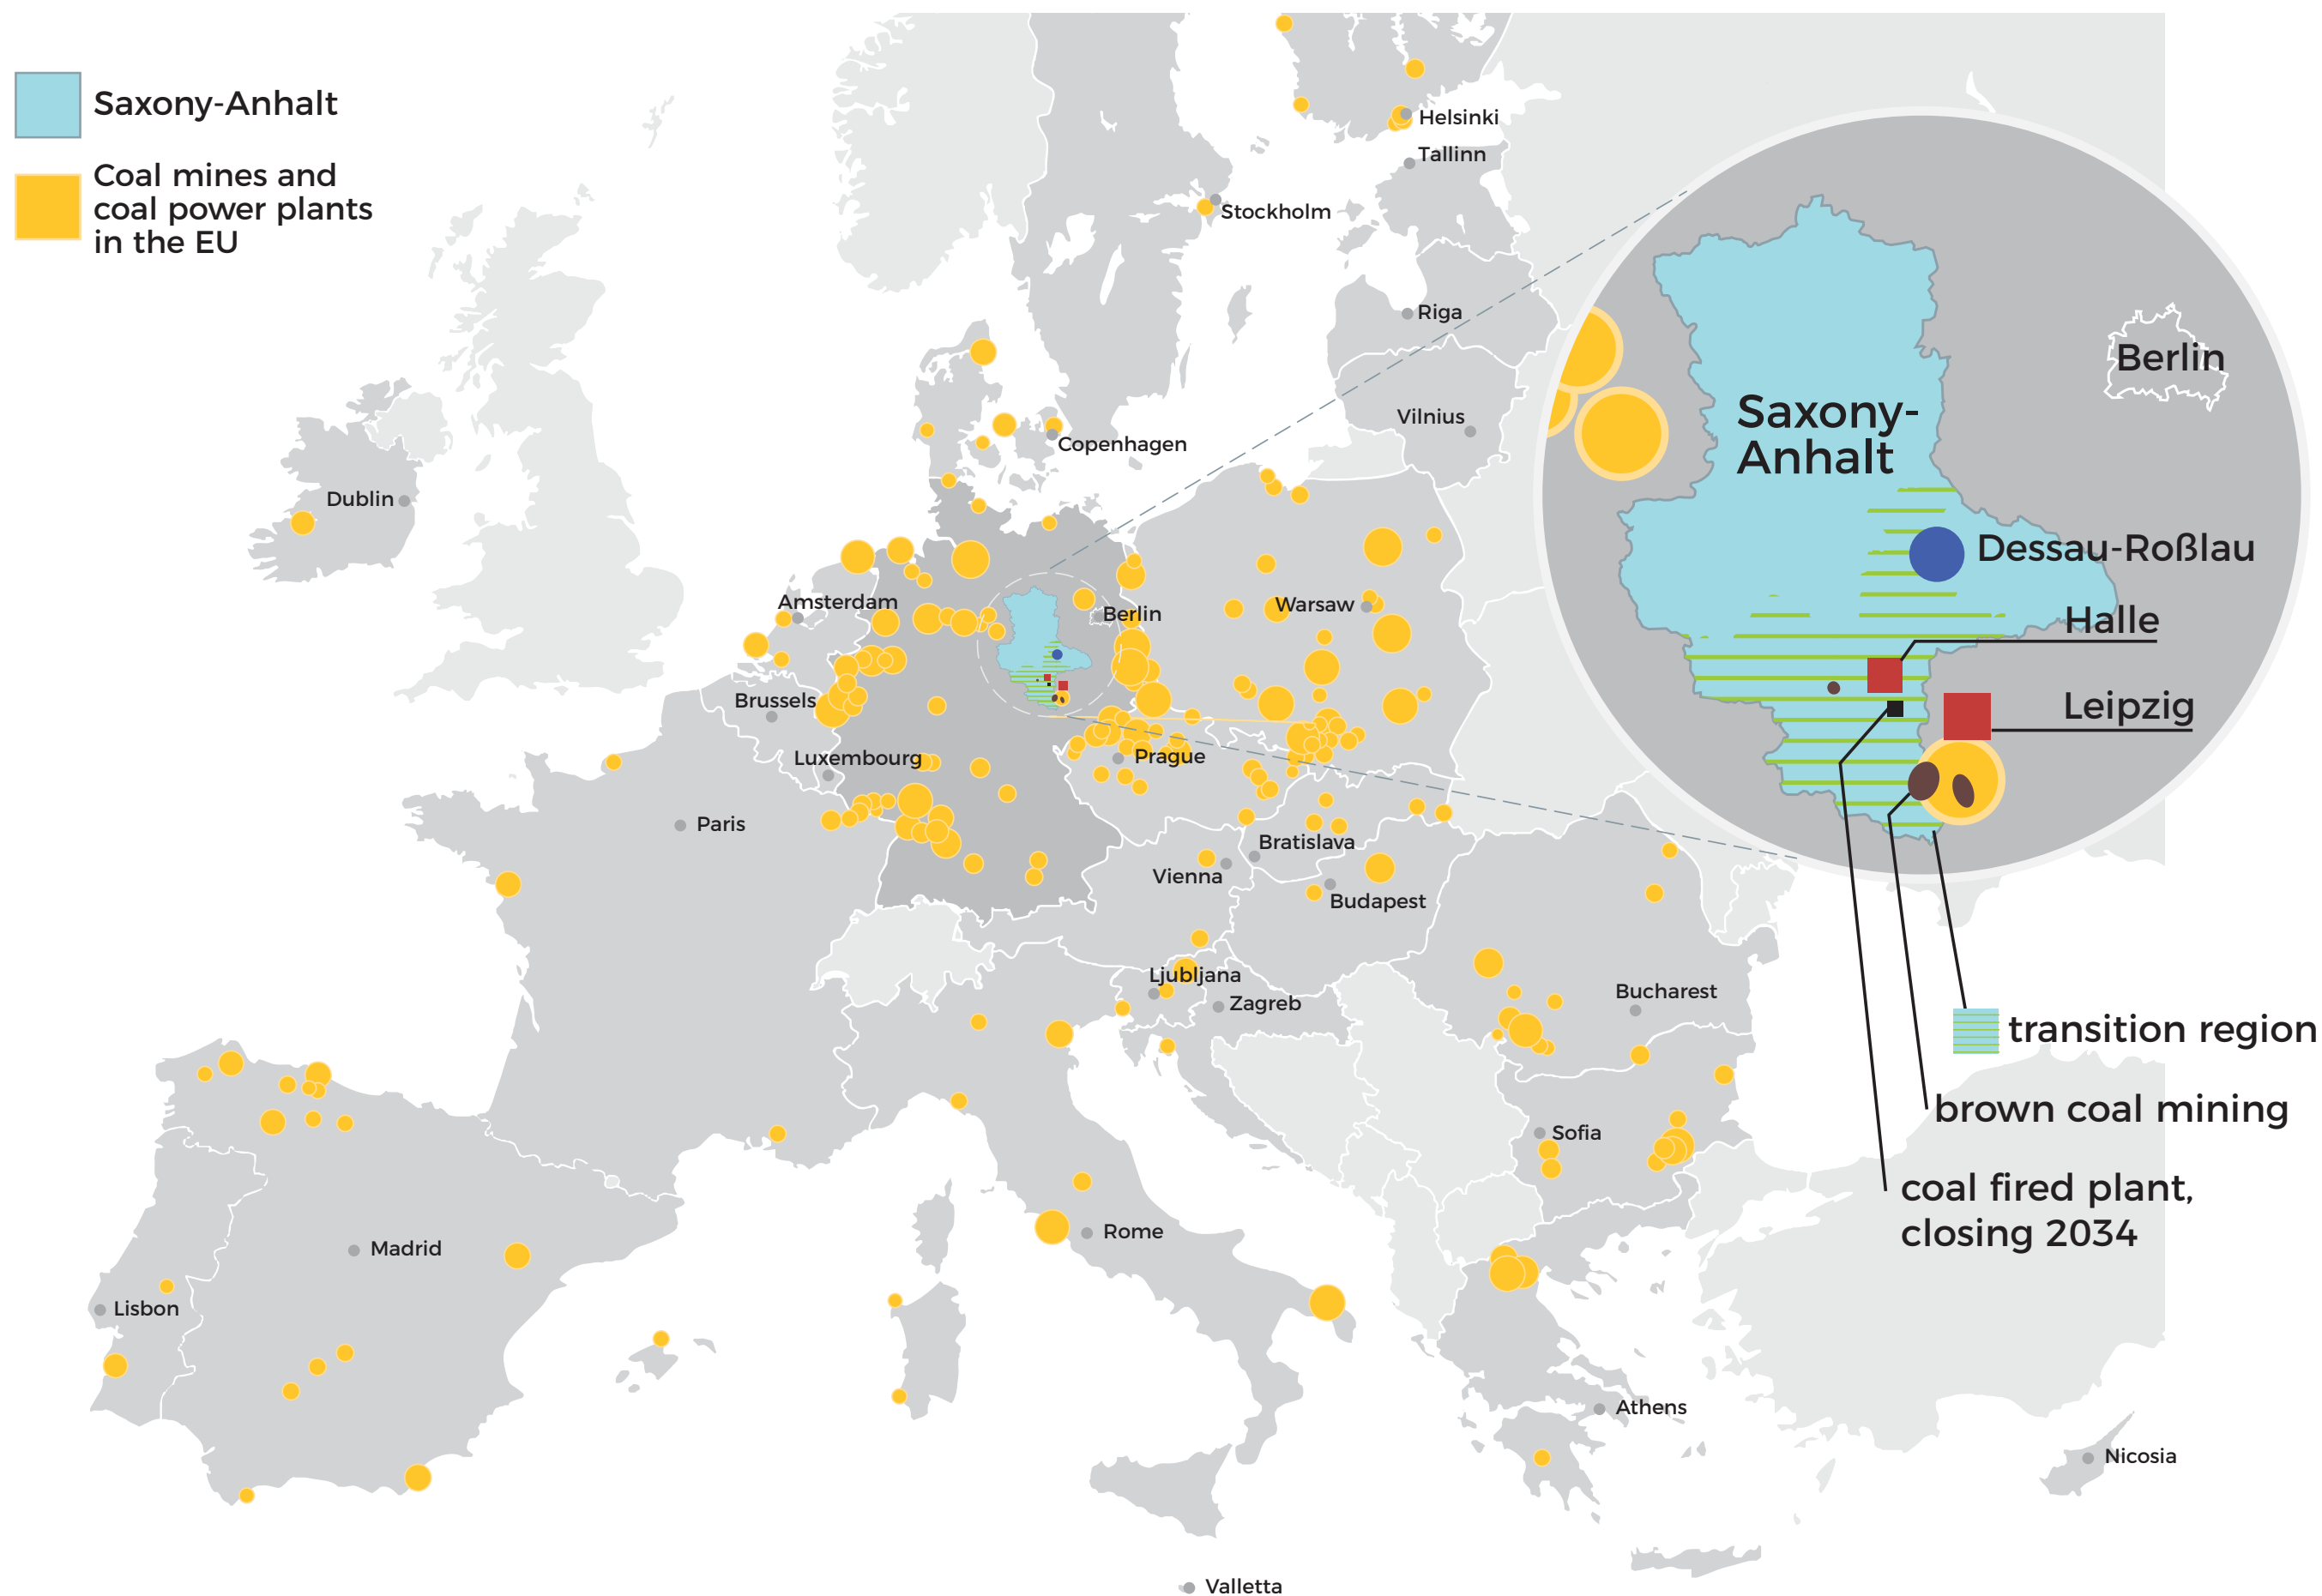 Saxony-Anhalt
Coal mines and
coal power plants
in the EU
Helsinki
Tallinn
Stockholm
Riga
Vilnius
Copenhagen
Dublin
Amsterdam
Berlin
Warsaw
Brussels
Luxembourg
Prague
Paris
Bratislava
Vienna
Budapest
Ljubljana
Zagreb
Bucharest
Sofia
Rome
Madrid
Lisbon
Athens
Nicosia
Valletta
Berlin
Saxony-
Anhalt
Dessau-Roßlau
Halle
Leipzig
transition region
brown coal mining
coal fired plant,
closing 2034